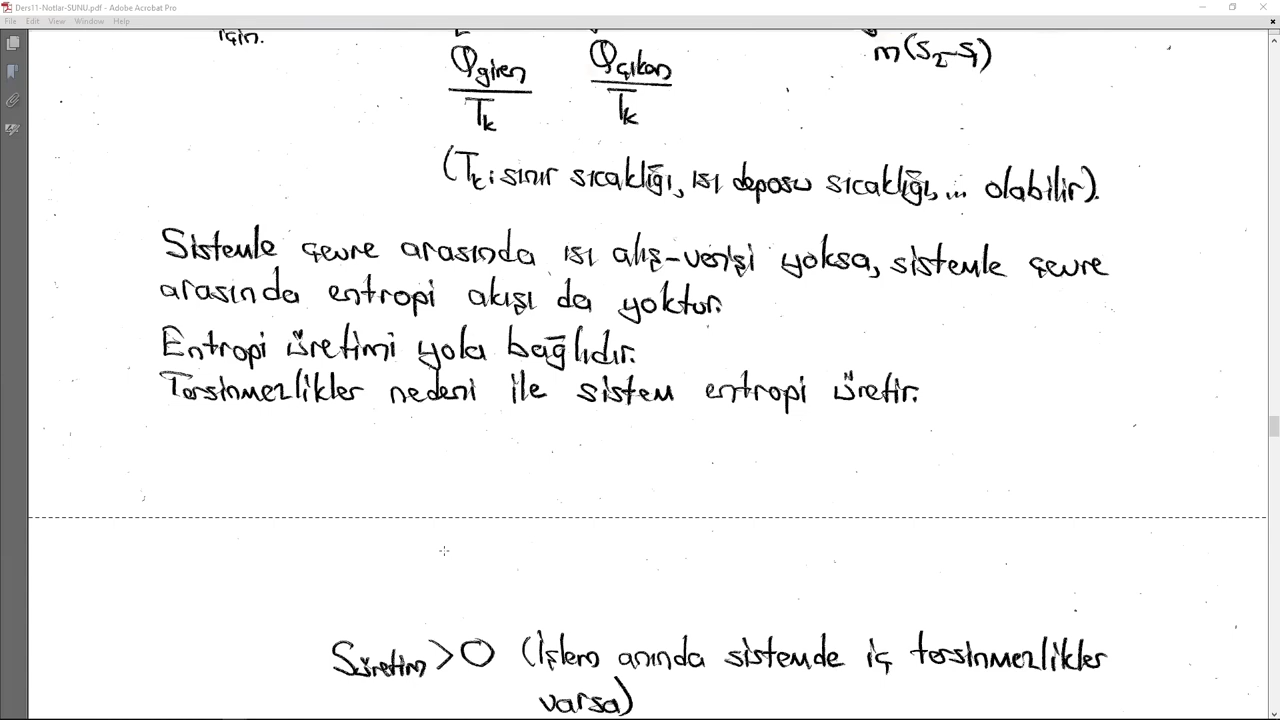 Ders11-Notlar-SUNU.pdf - Adobe Acrobat Pro
File Edit View Window Help
için.
Qgiren Qçıkan m(S2-S1)
Tk Tk
(Tk: sınır sıcaklığı, ısı deposu sıcaklığı, ... olabilir).
Sistemle çevre arasında ısı alış-verişi yoksa, sistemle çevre
arasında entropi akışı da yoktur.
Entropi üretimi yola bağlıdır.
Tersinmezlikler nedeni ile sistem entropi üretir.
Süretim > 0 (İşlem anında sistemde iç tersinmezlikler
varsa)